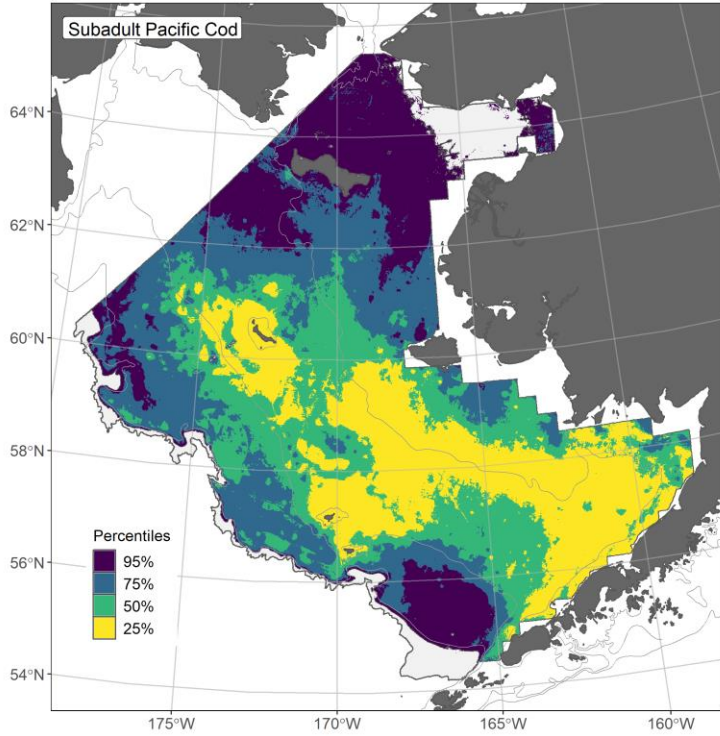 Subadult Pacific Cod
64°N
62°N
60°N
58°N
56°N
54°N
Percentiles
95%
75%
50%
25%
175°W
170°W
165°W
160°W